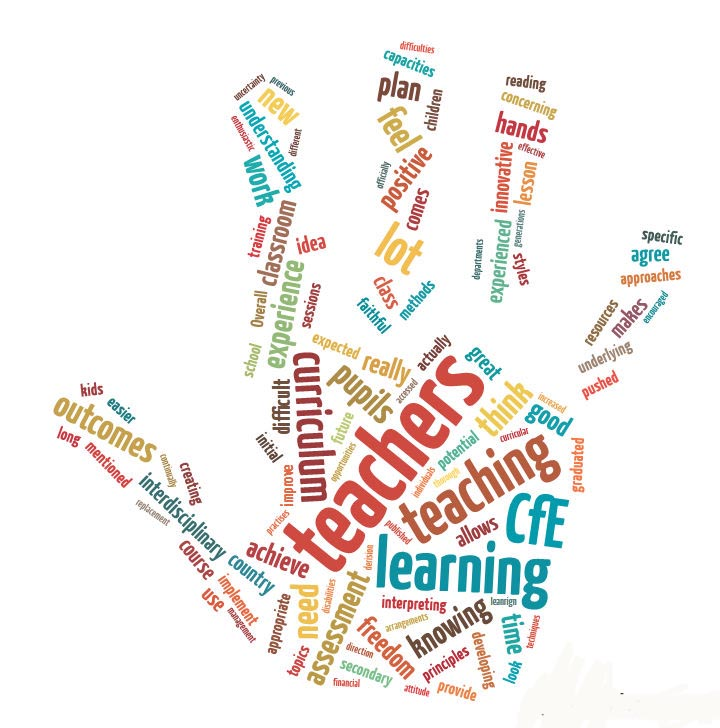 difficulties
capacities
plan
children
feel
officially
positive
comes
lot
class
faithful
methods
uncertainty
previous
new
understanding
enthusiastic
different
work
training
classroom
idea
Overall
experience
sessions
school
reading
concerning
hands
effective
innovative
lesson
generations
experienced
departments
styles
specific
agree
approaches
encouraged
makes
resources
underlying
pushed
kids
easier
outcomes
long
mentioned
continually
creating
interdisciplinary
replacement
course
country
implement
use
management
expected
really
actually
accessed
great
pupils
difficult
curriculum
future
opportunities
initial
improve
practises
teachers
think
increased
good
curricular
potential
individuals
thorough
teaching
graduated
published
allows
CfE
achieve
derision
learning
appropriate
need
disabilities
assessment
interpreting
leanrign
arrangements
knowing
freedom
time
techniques
developing
look
principles
direction
topics
secondary
financial
attitude
provide